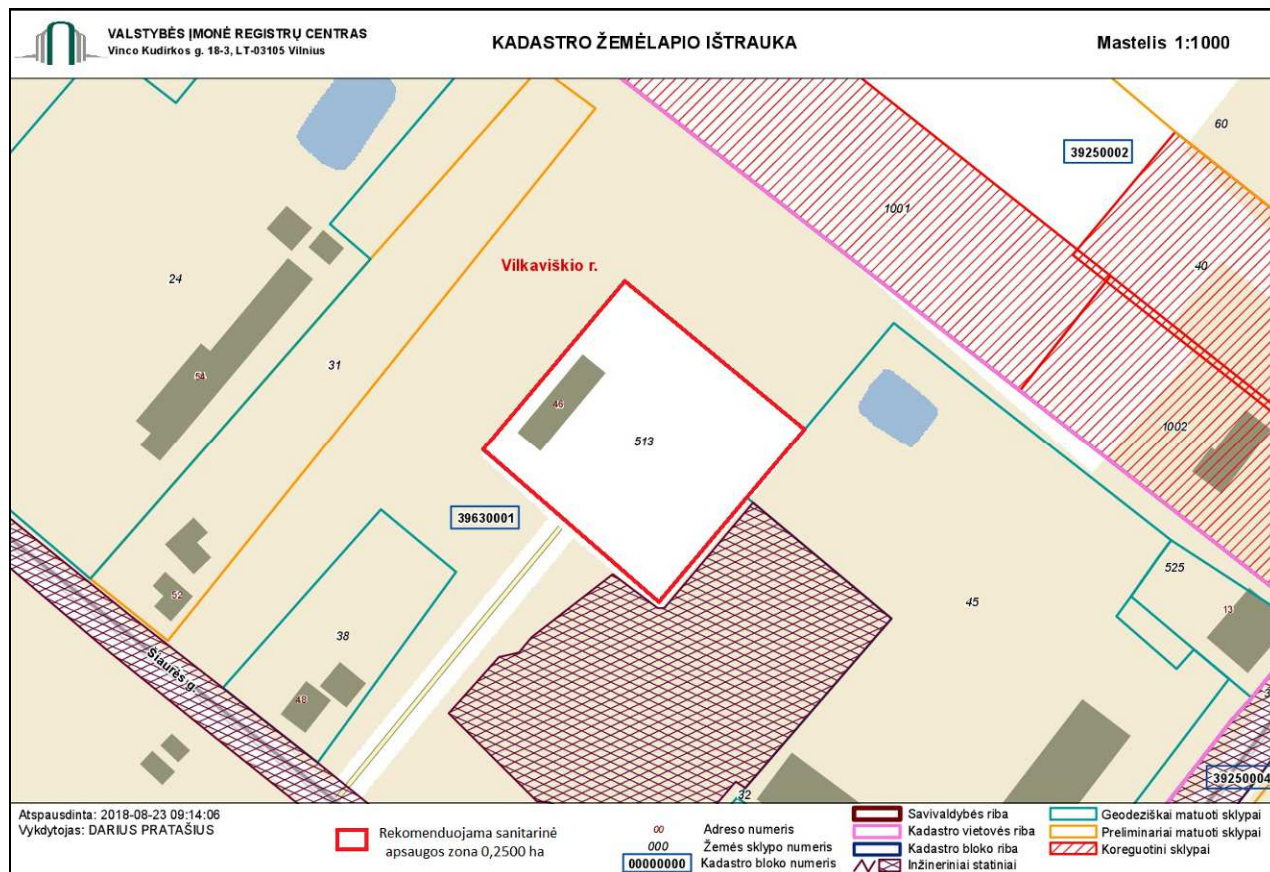 VALSTYBĖS ĮMONĖ REGISTRŲ CENTRAS
Vinco Kudirkos g. 18-3, LT-03105 Vilnius
KADASTRO ŽEMĖLAPIO IŠTRAUKA
Mastelis 1:1000
60
39250002
1001
40
Vilkaviškio r.
24
31
54
46
513
1002
39630001
525
45
13
52
38
Šiaurės g.
48
39250004
32
Atspausdinta: 2018-08-23 09:14:06
Vykdytojas: DARIUS PRATAŠIUS
Rekomenduojama sanitarinė
apsaugos zona 0,2500 ha
00 Adreso numeris
000 Žemės sklypo numeris
00000000 Kadastro bloko numeris
Savivaldybės riba
Kadastro vietovės riba
Kadastro bloko riba
Inžineriniai statiniai
Geodeziškai matuoti sklypai
Preliminariai matuoti sklypai
Koreguotini sklypai